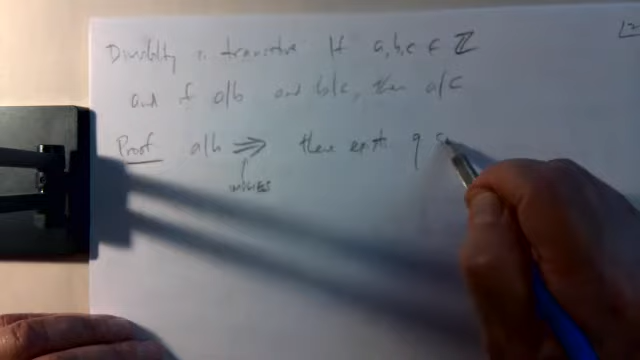 Divisibility is transitive If a,b,c ∈ ℤ
and if a|b and b|c, then a|c
Proof a|b ⇒ there exists q
implies